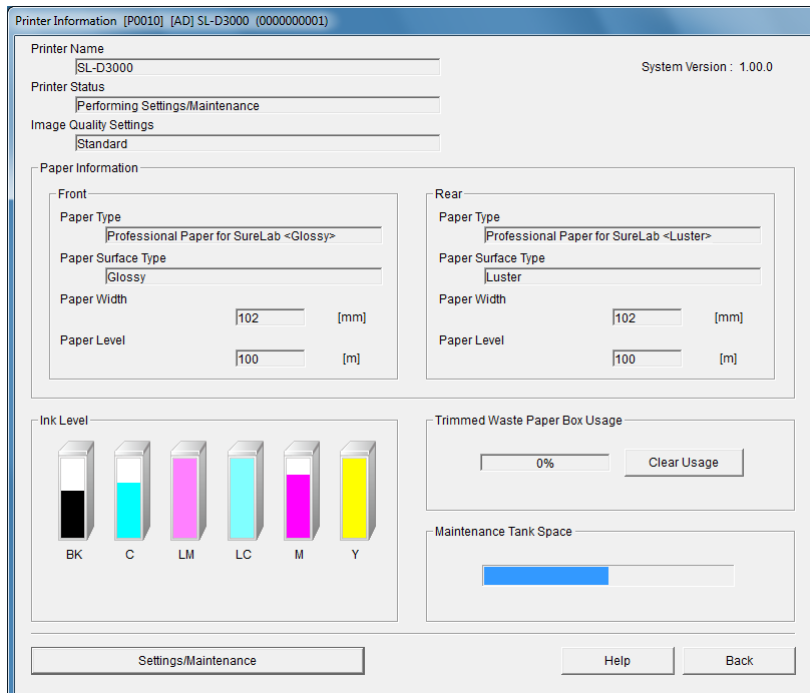 Printer Information [P0010] [AD] SL-D3000 (0000000001)
Printer Name
SL-D3000
System Version : 1.00.0
Printer Status
Performing Settings/Maintenance
Image Quality Settings
Standard
Paper Information
Front
Paper Type
Professional Paper for SureLab <Glossy>
Paper Surface Type
Glossy
Paper Width
102 [mm]
Paper Level
100 [m]
Rear
Paper Type
Professional Paper for SureLab <Luster>
Paper Surface Type
Luster
Paper Width
102 [mm]
Paper Level
100 [m]
Ink Level
BK C LM LC M Y
Trimmed Waste Paper Box Usage
0% Clear Usage
Maintenance Tank Space
Settings/Maintenance Help Back